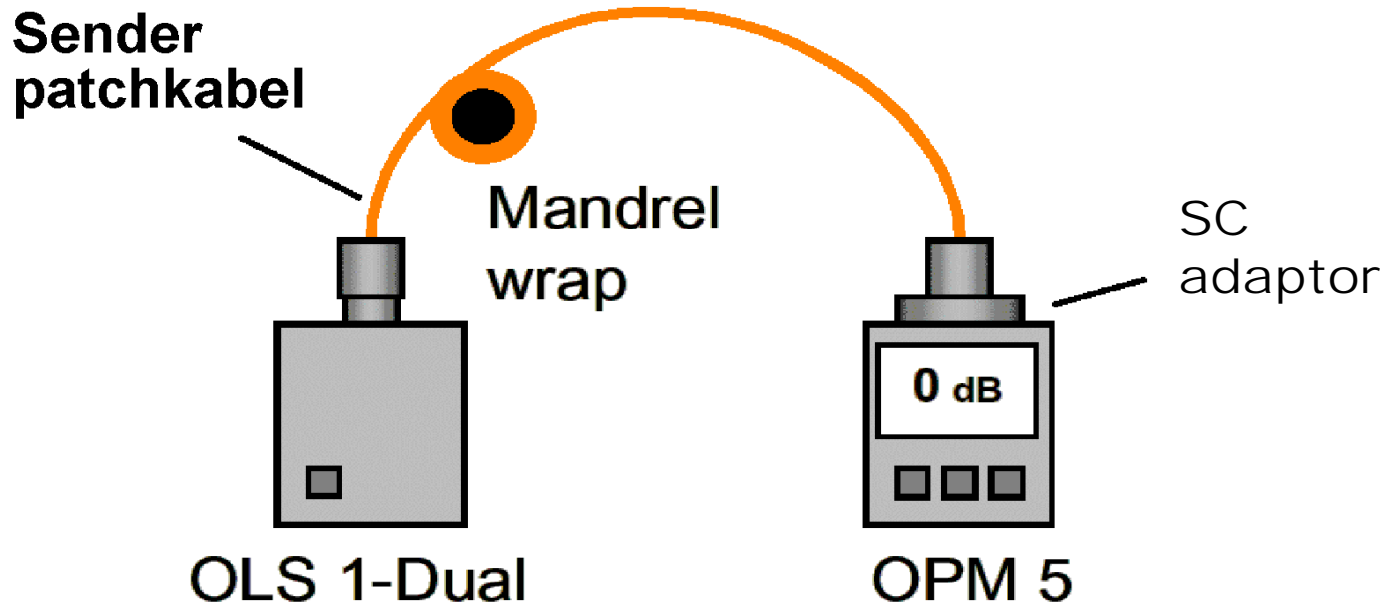 Sender
patchkabel
Mandrel
wrap
SC
adaptor
0 dB
OLS 1-Dual
OPM 5